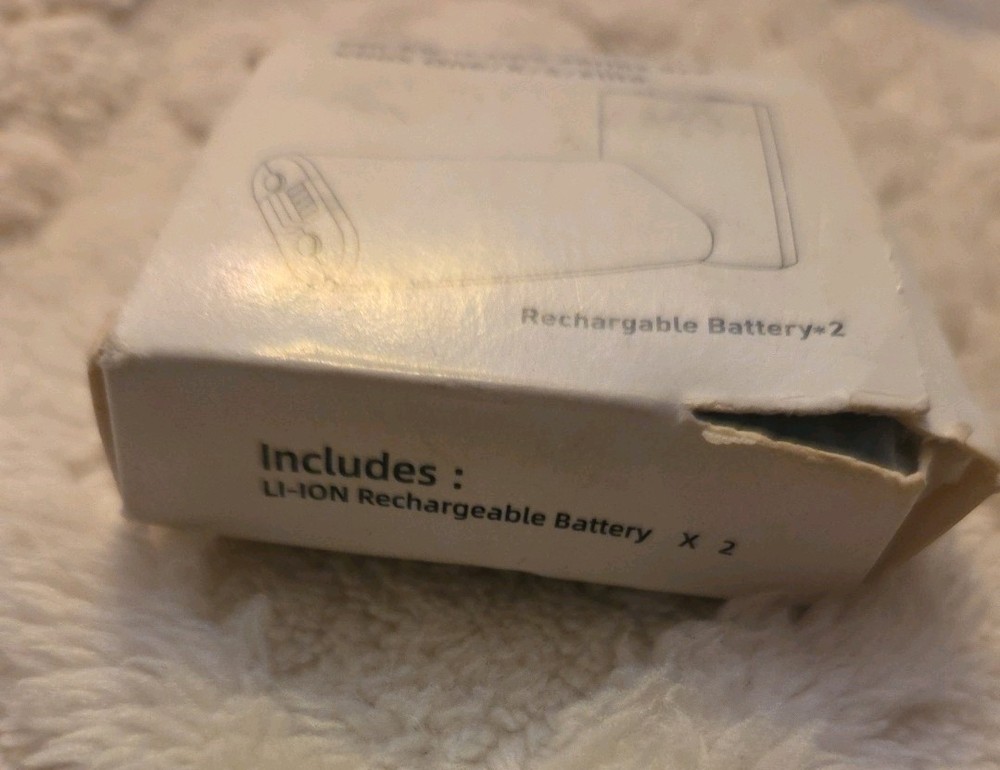 Rechargable Battery*2
Includes :
LI-ION Rechargeable Battery X 2